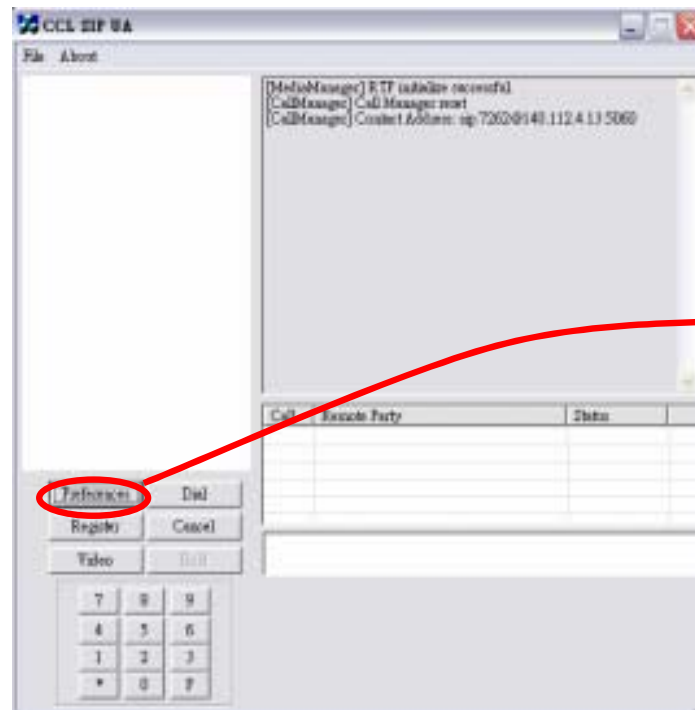 CCL SIP UA
File About
[MediaManager] RTP initialize successful.
[CallManager] Call Manager reset
[CallManager] Contact Address: sip:7262@140.112.4.13:5060
Call Remote Party Status
Preferences Dial
Register Cancel
Video
7 8 9
4 5 6
1 2 3
* 0